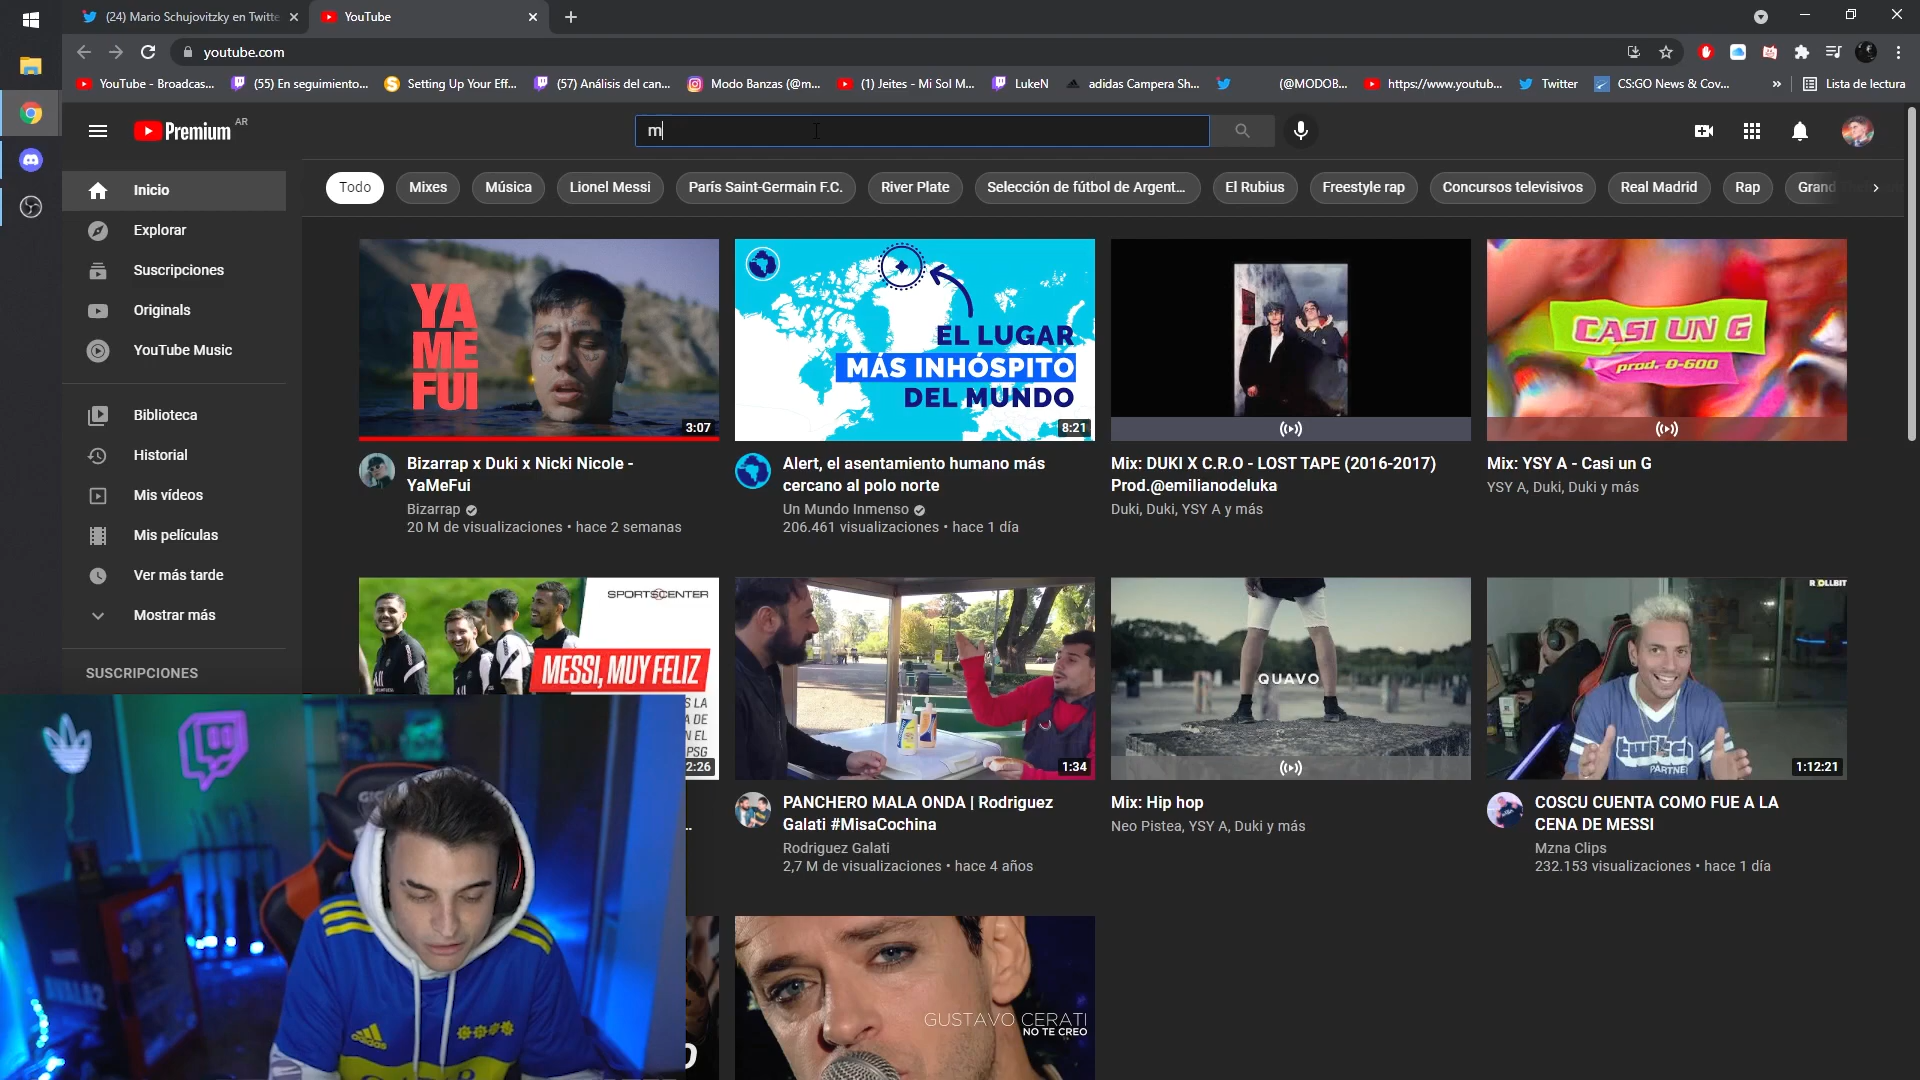 (24) Mario Schujovitzky en Twitte
YouTube
youtube.com
YouTube - Broadcas...
(55) En seguimiento...
Setting Up Your Eff...
(57) Análisis del can...
Modo Banzas (@m...
(1) Jeites - Mi Sol M...
LukeN
adidas Campera Sh...
(@MODOB...
https://www.youtub...
Twitter
CS:GO News & Cov...
»
Lista de lectura
Premium AR
m
Todo
Mixes
Música
Lionel Messi
París Saint-Germain F.C.
River Plate
Selección de fútbol de Argent...
El Rubius
Freestyle rap
Concursos televisivos
Real Madrid
Rap
Grand
Inicio
Explorar
Suscripciones
Originals
YouTube Music
Biblioteca
Historial
Mis vídeos
Mis películas
Ver más tarde
Mostrar más
SUSCRIPCIONES
YA
ME
FUI
3:07
Bizarrap x Duki x Nicki Nicole -
YaMeFui
Bizarrap
20 M de visualizaciones • hace 2 semanas
EL LUGAR
MÁS INHÓSPITO
DEL MUNDO
8:21
Alert, el asentamiento humano más
cercano al polo norte
Un Mundo Inmenso
206.461 visualizaciones • hace 1 día
Mix: DUKI X C.R.O - LOST TAPE (2016-2017)
Prod.@emilianodeluka
Duki, Duki, YSY A y más
CASI UN G
prod. 0-600
Mix: YSY A - Casi un G
YSY A, Duki, Duki y más
SPORTSCENTER
MESSI, MUY FELIZ
S LA
A DE
N EL
PSG
2:26
..
1:34
PANCHERO MALA ONDA | Rodriguez
Galati #MisaCochina
Rodriguez Galati
2,7 M de visualizaciones • hace 4 años
QUAVO
Mix: Hip hop
Neo Pistea, YSY A, Duki y más
ROLLBIT
twitch
PARTNER
1:12:21
COSCU CUENTA COMO FUE A LA
CENA DE MESSI
Mzna Clips
232.153 visualizaciones • hace 1 día
GUSTAVO CERATI
NO TE CREO